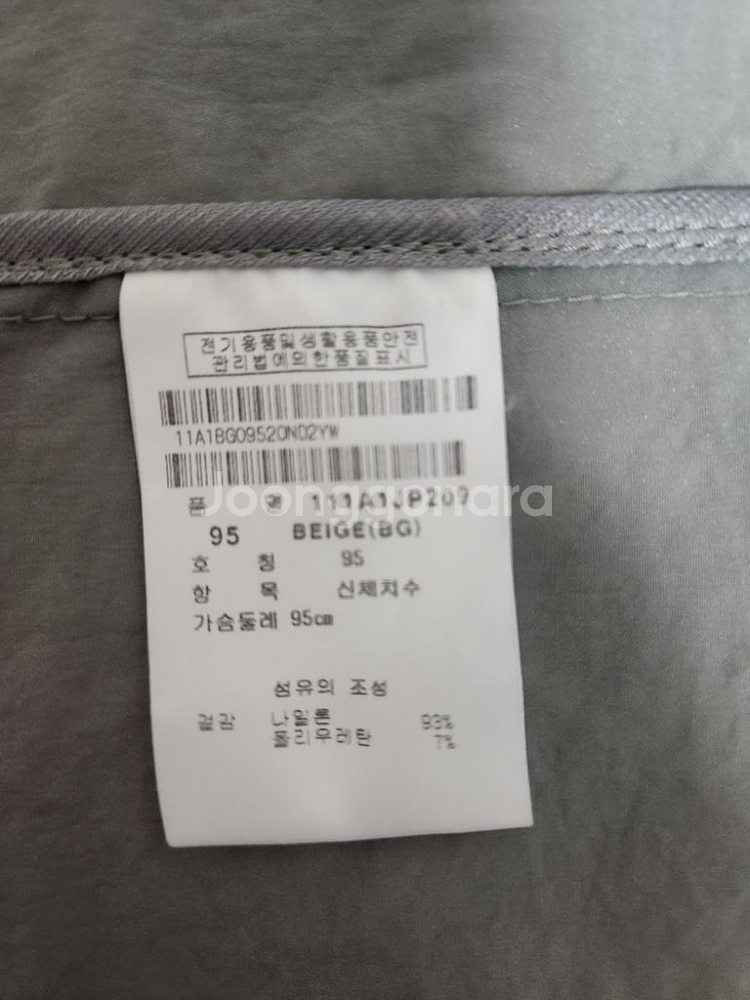 전기용품및생활용품안전
관리법에의한품질표시
11A1BG09520ND2YW
Joonggonara
품 번 111A1JP209
95 BEIGE(BG)
호 칭 95
항 목 신체치수
가슴둘레 95cm
섬유의 조성
겉감 나일론 93%
폴리우레탄 7%